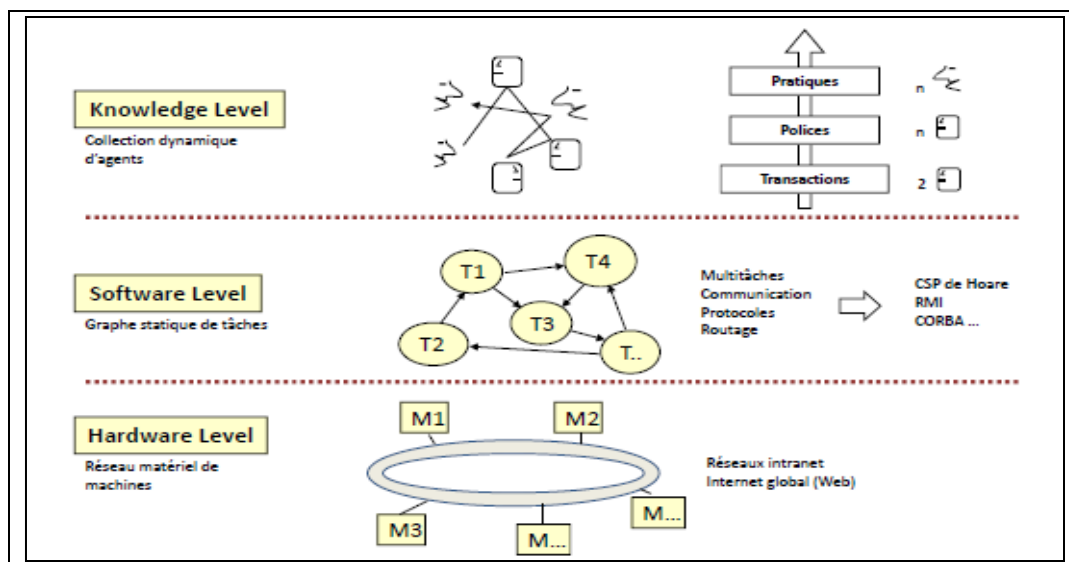 Knowledge Level
Collection dynamique
d'agents
Pratiques
n
Polices
n
Transactions
2
Software Level
Graphe statique de tâches
T1
T4
T3
T2
T..
Multitâches
Communication
Protocoles
Routage
CSP de Hoare
RMI
CORBA ...
Hardware Level
Réseau matériel de
machines
M1
M2
M3
M...
M...
Réseaux intranet
Internet global (Web)